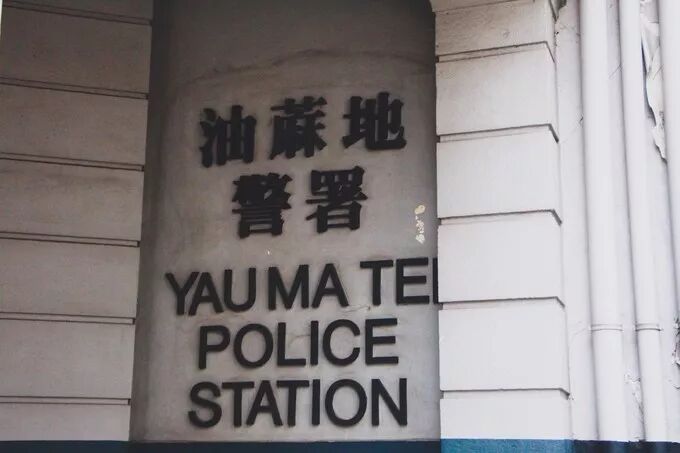 油蔴地
警署
YAU MA TEI
POLICE
STATION